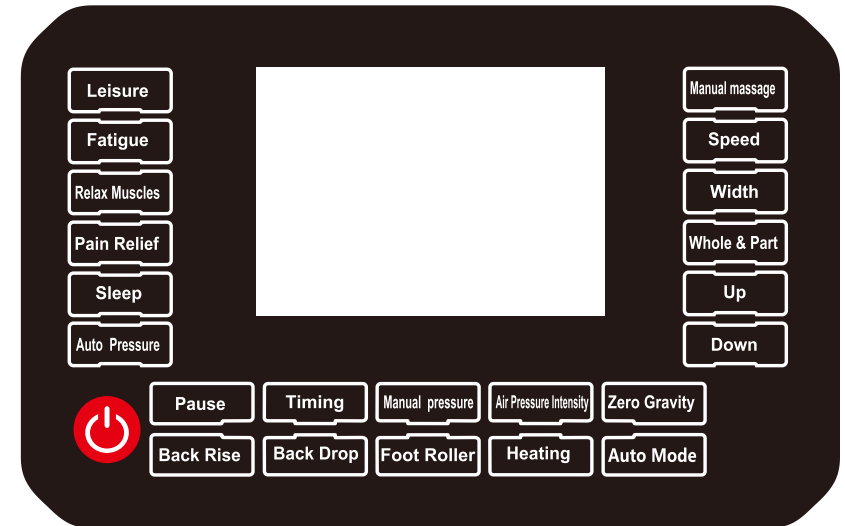 Leisure
Fatigue
Relax Muscles
Pain Relief
Sleep
Auto Pressure
Manual massage
Speed
Width
Whole & Part
Up
Down
Pause
Timing
Manual pressure
Air Pressure Intensity
Zero Gravity
Back Rise
Back Drop
Foot Roller
Heating
Auto Mode